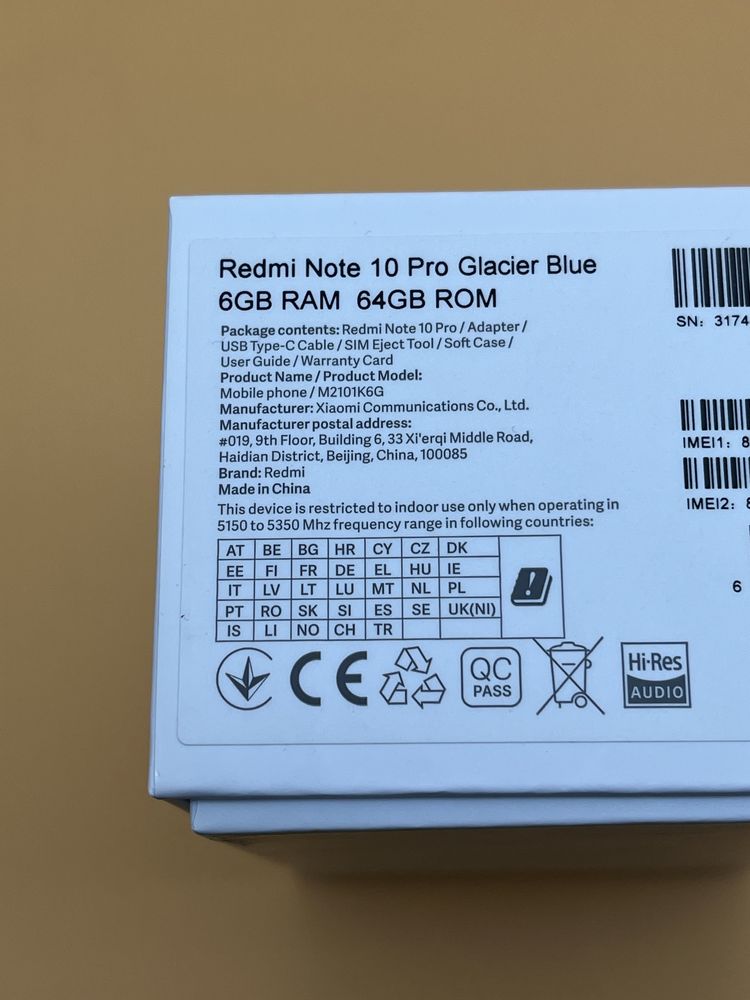 Redmi Note 10 Pro Glacier Blue
6GB RAM 64GB ROM
Package contents: Redmi Note 10 Pro / Adapter /
USB Type-C Cable / SIM Eject Tool / Soft Case /
User Guide / Warranty Card
Product Name / Product Model:
Mobile phone / M2101K6G
Manufacturer: Xiaomi Communications Co., Ltd.
Manufacturer postal address:
#019, 9th Floor, Building 6, 33 Xi'erqi Middle Road,
Haidian District, Beijing, China, 100085
Brand: Redmi
Made in China
This device is restricted to indoor use only when operating in
5150 to 5350 Mhz frequency range in following countries:
AT BE BG HR CY CZ DK
EE FI FR DE EL HU IE
IT LV LT LU MT NL PL
PT RO SK SI ES SE UK(NI)
IS LI NO CH TR
CE
QC
PASS
Hi-Res
AUDIO
SN: 3174
IMEI1: 8
IMEI2: 8
6